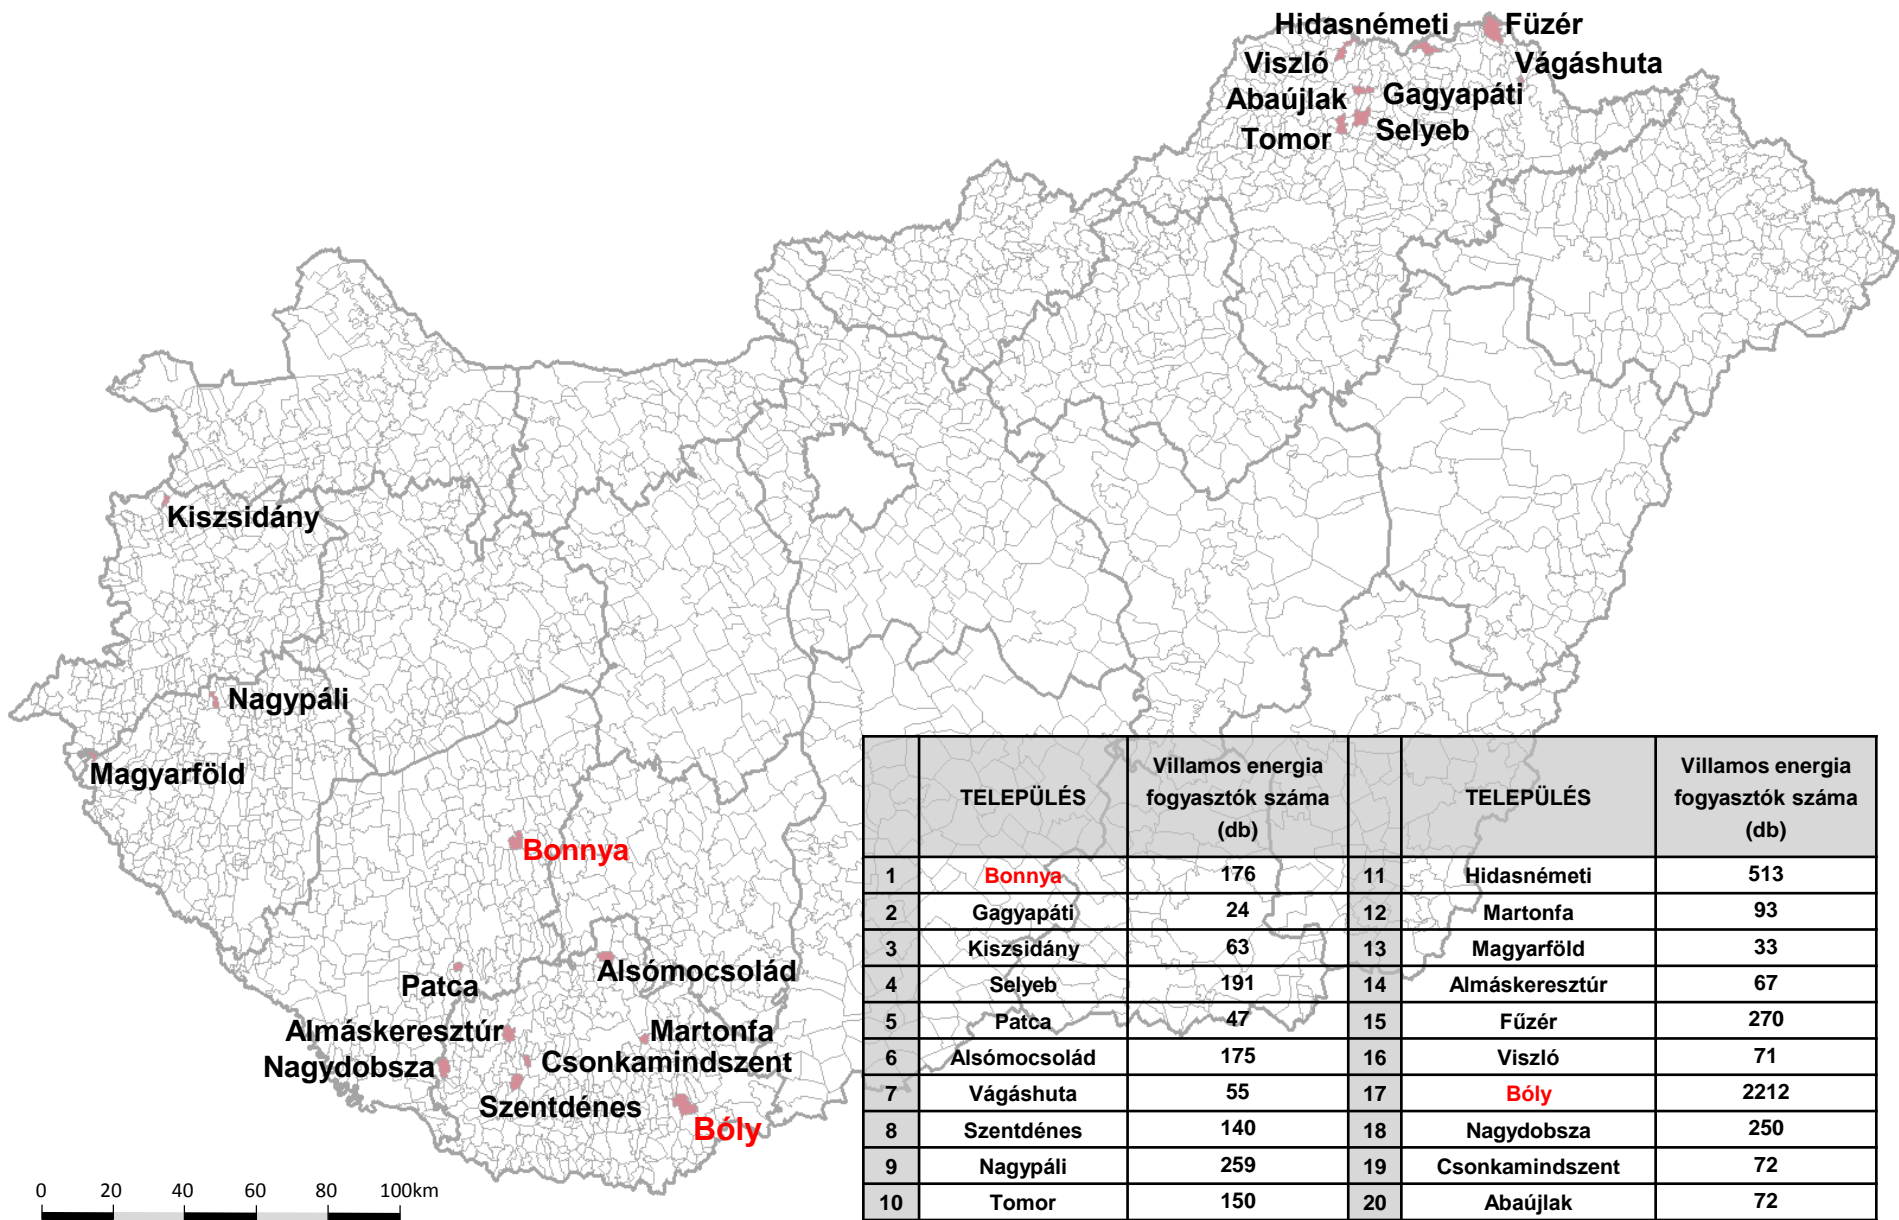 Hidasnémeti
Füzér
Viszló
Vágáshuta
Abaújlak
Gagyapáti
Tomor
Selyeb
Kiszsidány
Nagypáli
Magyarföld
Bonnya
Patca
Alsómocsolád
Almáskeresztúr
Martonfa
Nagydobsza
Csonkamindszent
Szentdénes
Bóly
0 20 40 60 80 100km
TELEPÜLÉS
Villamos energia
fogyasztók száma
(db)
TELEPÜLÉS
Villamos energia
fogyasztók száma
(db)
1 Bonnya 176 11 Hidasnémeti 513
2 Gagyapáti 24 12 Martonfa 93
3 Kiszsidány 63 13 Magyarföld 33
4 Selyeb 191 14 Almáskeresztúr 67
5 Patca 47 15 Fűzér 270
6 Alsómocsolád 175 16 Viszló 71
7 Vágáshuta 55 17 Bóly 2212
8 Szentdénes 140 18 Nagydobsza 250
9 Nagypáli 259 19 Csonkamindszent 72
10 Tomor 150 20 Abaújlak 72